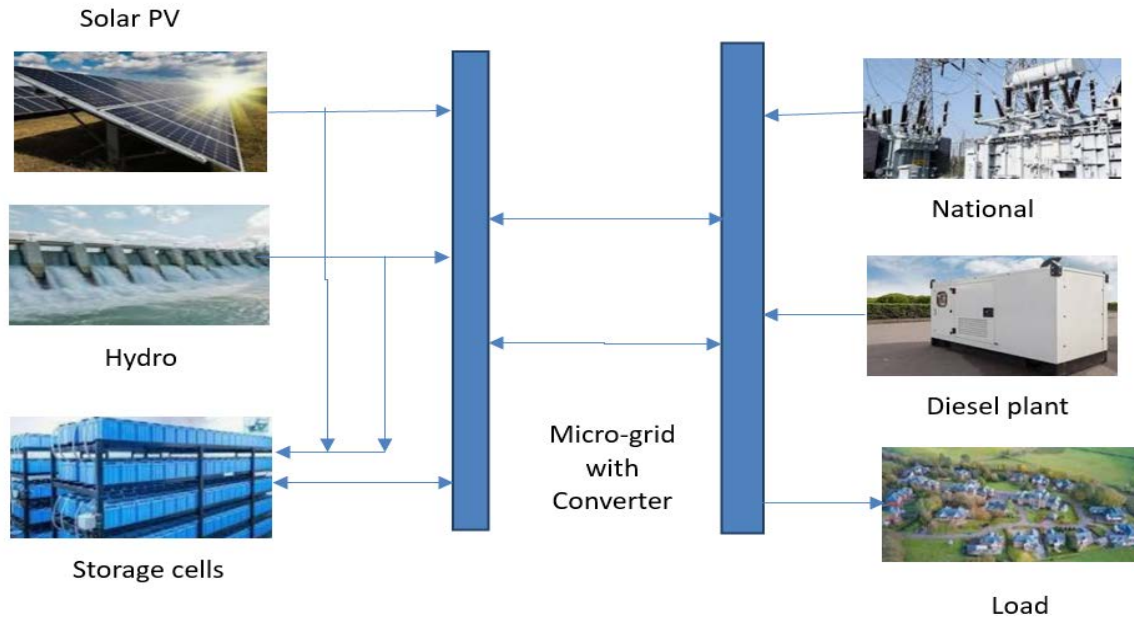 Solar PV
Hydro
Storage cells
Micro-grid
with
Converter
National
Diesel plant
Load